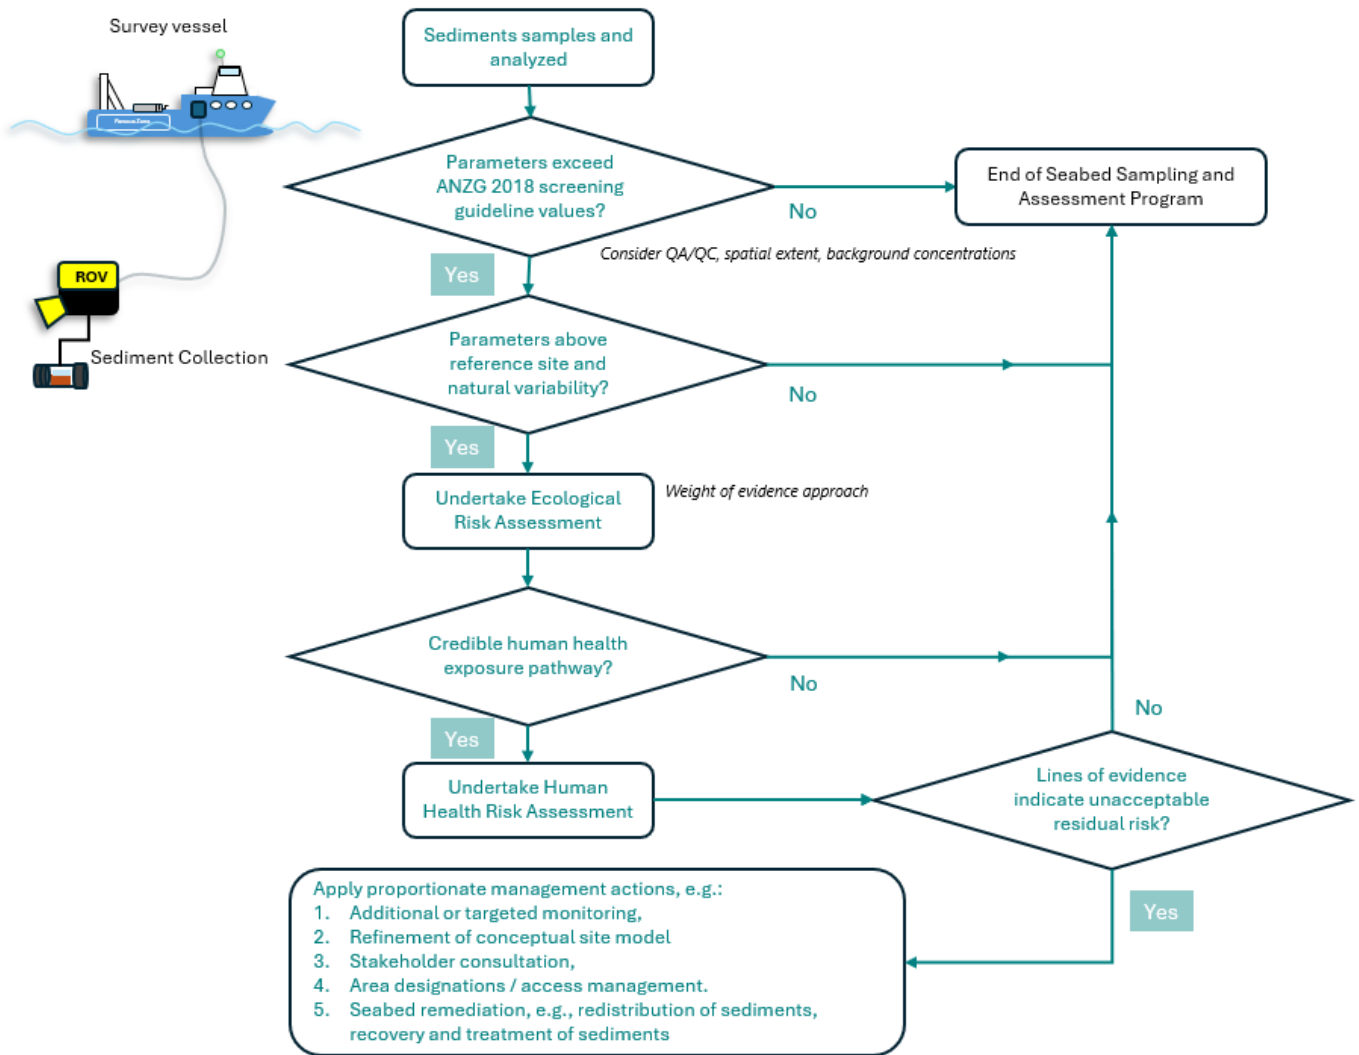 Survey vessel
Sediments samples and
analyzed
Parameters exceed
ANZG 2018 screening
guideline values?
No
End of Seabed Sampling and
Assessment Program
Consider QA/QC, spatial extent, background concentrations
Yes
ROV
Sediment Collection
Parameters above
reference site and
natural variability?
No
Yes
Undertake Ecological
Risk Assessment
Weight of evidence approach
Credible human health
exposure pathway?
No
Yes
Undertake Human
Health Risk Assessment
No
Lines of evidence
indicate unacceptable
residual risk?
Yes
Apply proportionate management actions, e.g.:
1. Additional or targeted monitoring,
2. Refinement of conceptual site model
3. Stakeholder consultation,
4. Area designations / access management.
5. Seabed remediation, e.g., redistribution of sediments,
recovery and treatment of sediments